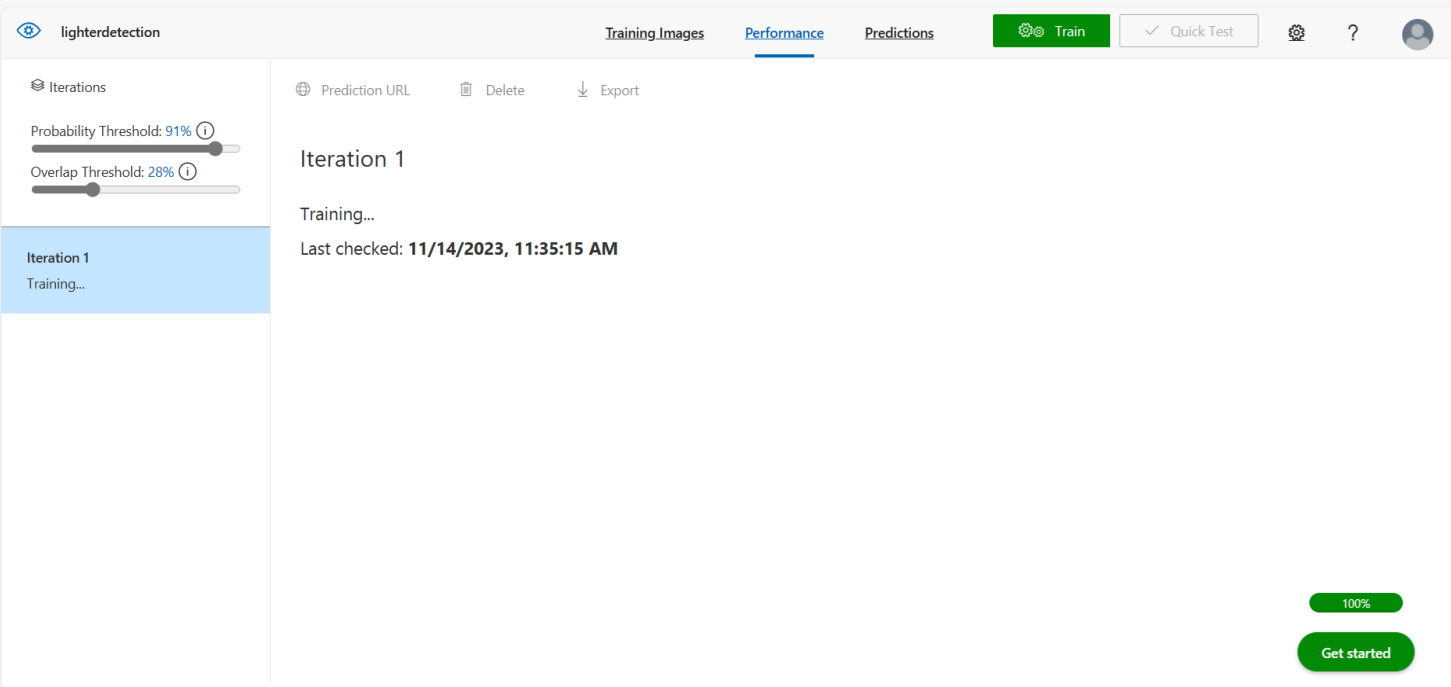 lighterdetection
Training Images
Performance
Predictions
Train
Quick Test
?
Iterations
Probability Threshold: 91%
Overlap Threshold: 28%
Iteration 1
Training...
Prediction URL
Delete
Export
Iteration 1
Training...
Last checked: 11/14/2023, 11:35:15 AM
100%
Get started